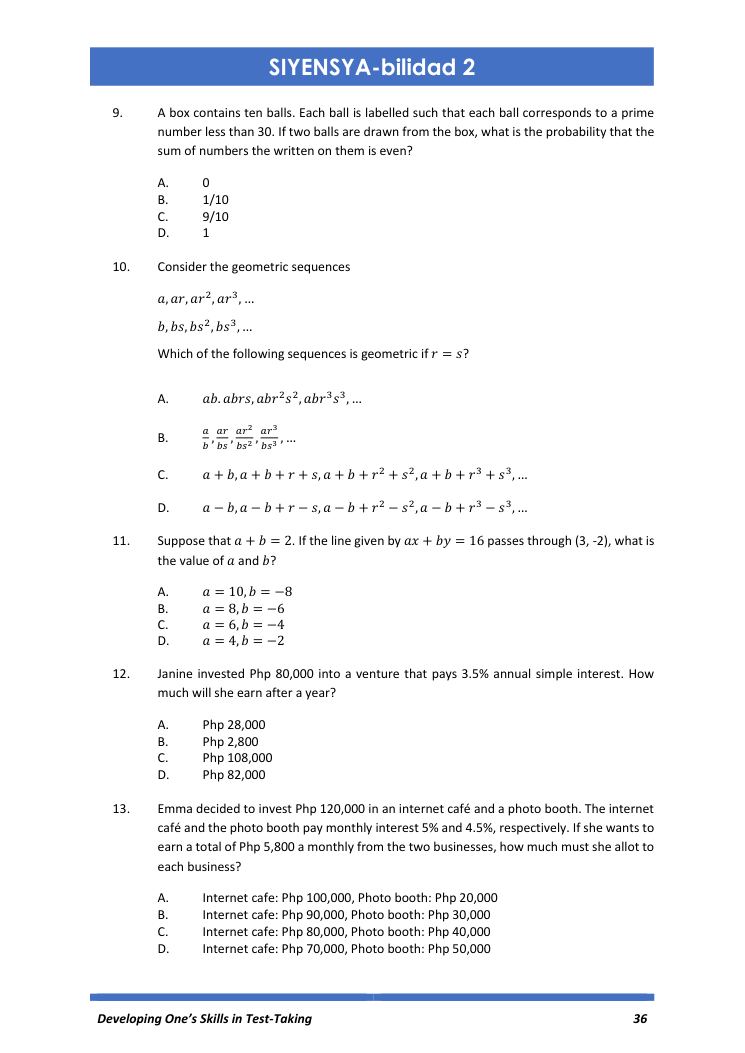 SIYENSYA-bilidad 2
9. A box contains ten balls. Each ball is labelled such that each ball corresponds to a prime
number less than 30. If two balls are drawn from the box, what is the probability that the
sum of numbers the written on them is even?
A. 0
B. 1/10
C. 9/10
D. 1
10. Consider the geometric sequences
a, ar, ar², ar³, …
b, bs, bs², bs³, …
Which of the following sequences is geometric if r = s?
A. ab. abrs, abr²s², abr³s³, …
B. a/b, ar/bs, ar²/bs², ar³/bs³, …
C. a + b, a + b + r + s, a + b + r² + s², a + b + r³ + s³, …
D. a − b, a − b + r − s, a − b + r² − s², a − b + r³ − s³, …
11. Suppose that a + b = 2. If the line given by ax + by = 16 passes through (3, -2), what is
the value of a and b?
A. a = 10, b = −8
B. a = 8, b = −6
C. a = 6, b = −4
D. a = 4, b = −2
12. Janine invested Php 80,000 into a venture that pays 3.5% annual simple interest. How
much will she earn after a year?
A. Php 28,000
B. Php 2,800
C. Php 108,000
D. Php 82,000
13. Emma decided to invest Php 120,000 in an internet café and a photo booth. The internet
café and the photo booth pay monthly interest 5% and 4.5%, respectively. If she wants to
earn a total of Php 5,800 a monthly from the two businesses, how much must she allot to
each business?
A. Internet cafe: Php 100,000, Photo booth: Php 20,000
B. Internet cafe: Php 90,000, Photo booth: Php 30,000
C. Internet cafe: Php 80,000, Photo booth: Php 40,000
D. Internet cafe: Php 70,000, Photo booth: Php 50,000
Developing One's Skills in Test-Taking 36